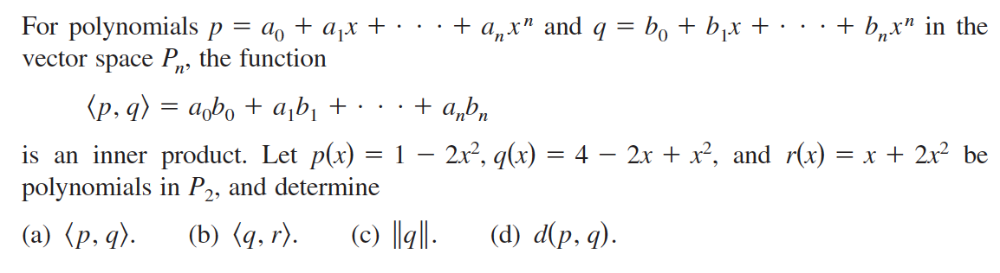 For polynomials p = a₀ + a₁x + · · · + aₙxⁿ and q = b₀ + b₁x + · · · + bₙxⁿ in the
vector space Pₙ, the function
⟨p, q⟩ = a₀b₀ + a₁b₁ + · · · + aₙbₙ
is an inner product. Let p(x) = 1 − 2x², q(x) = 4 − 2x + x², and r(x) = x + 2x² be
polynomials in P₂, and determine
(a) ⟨p, q⟩. (b) ⟨q, r⟩. (c) ‖q‖. (d) d(p, q).